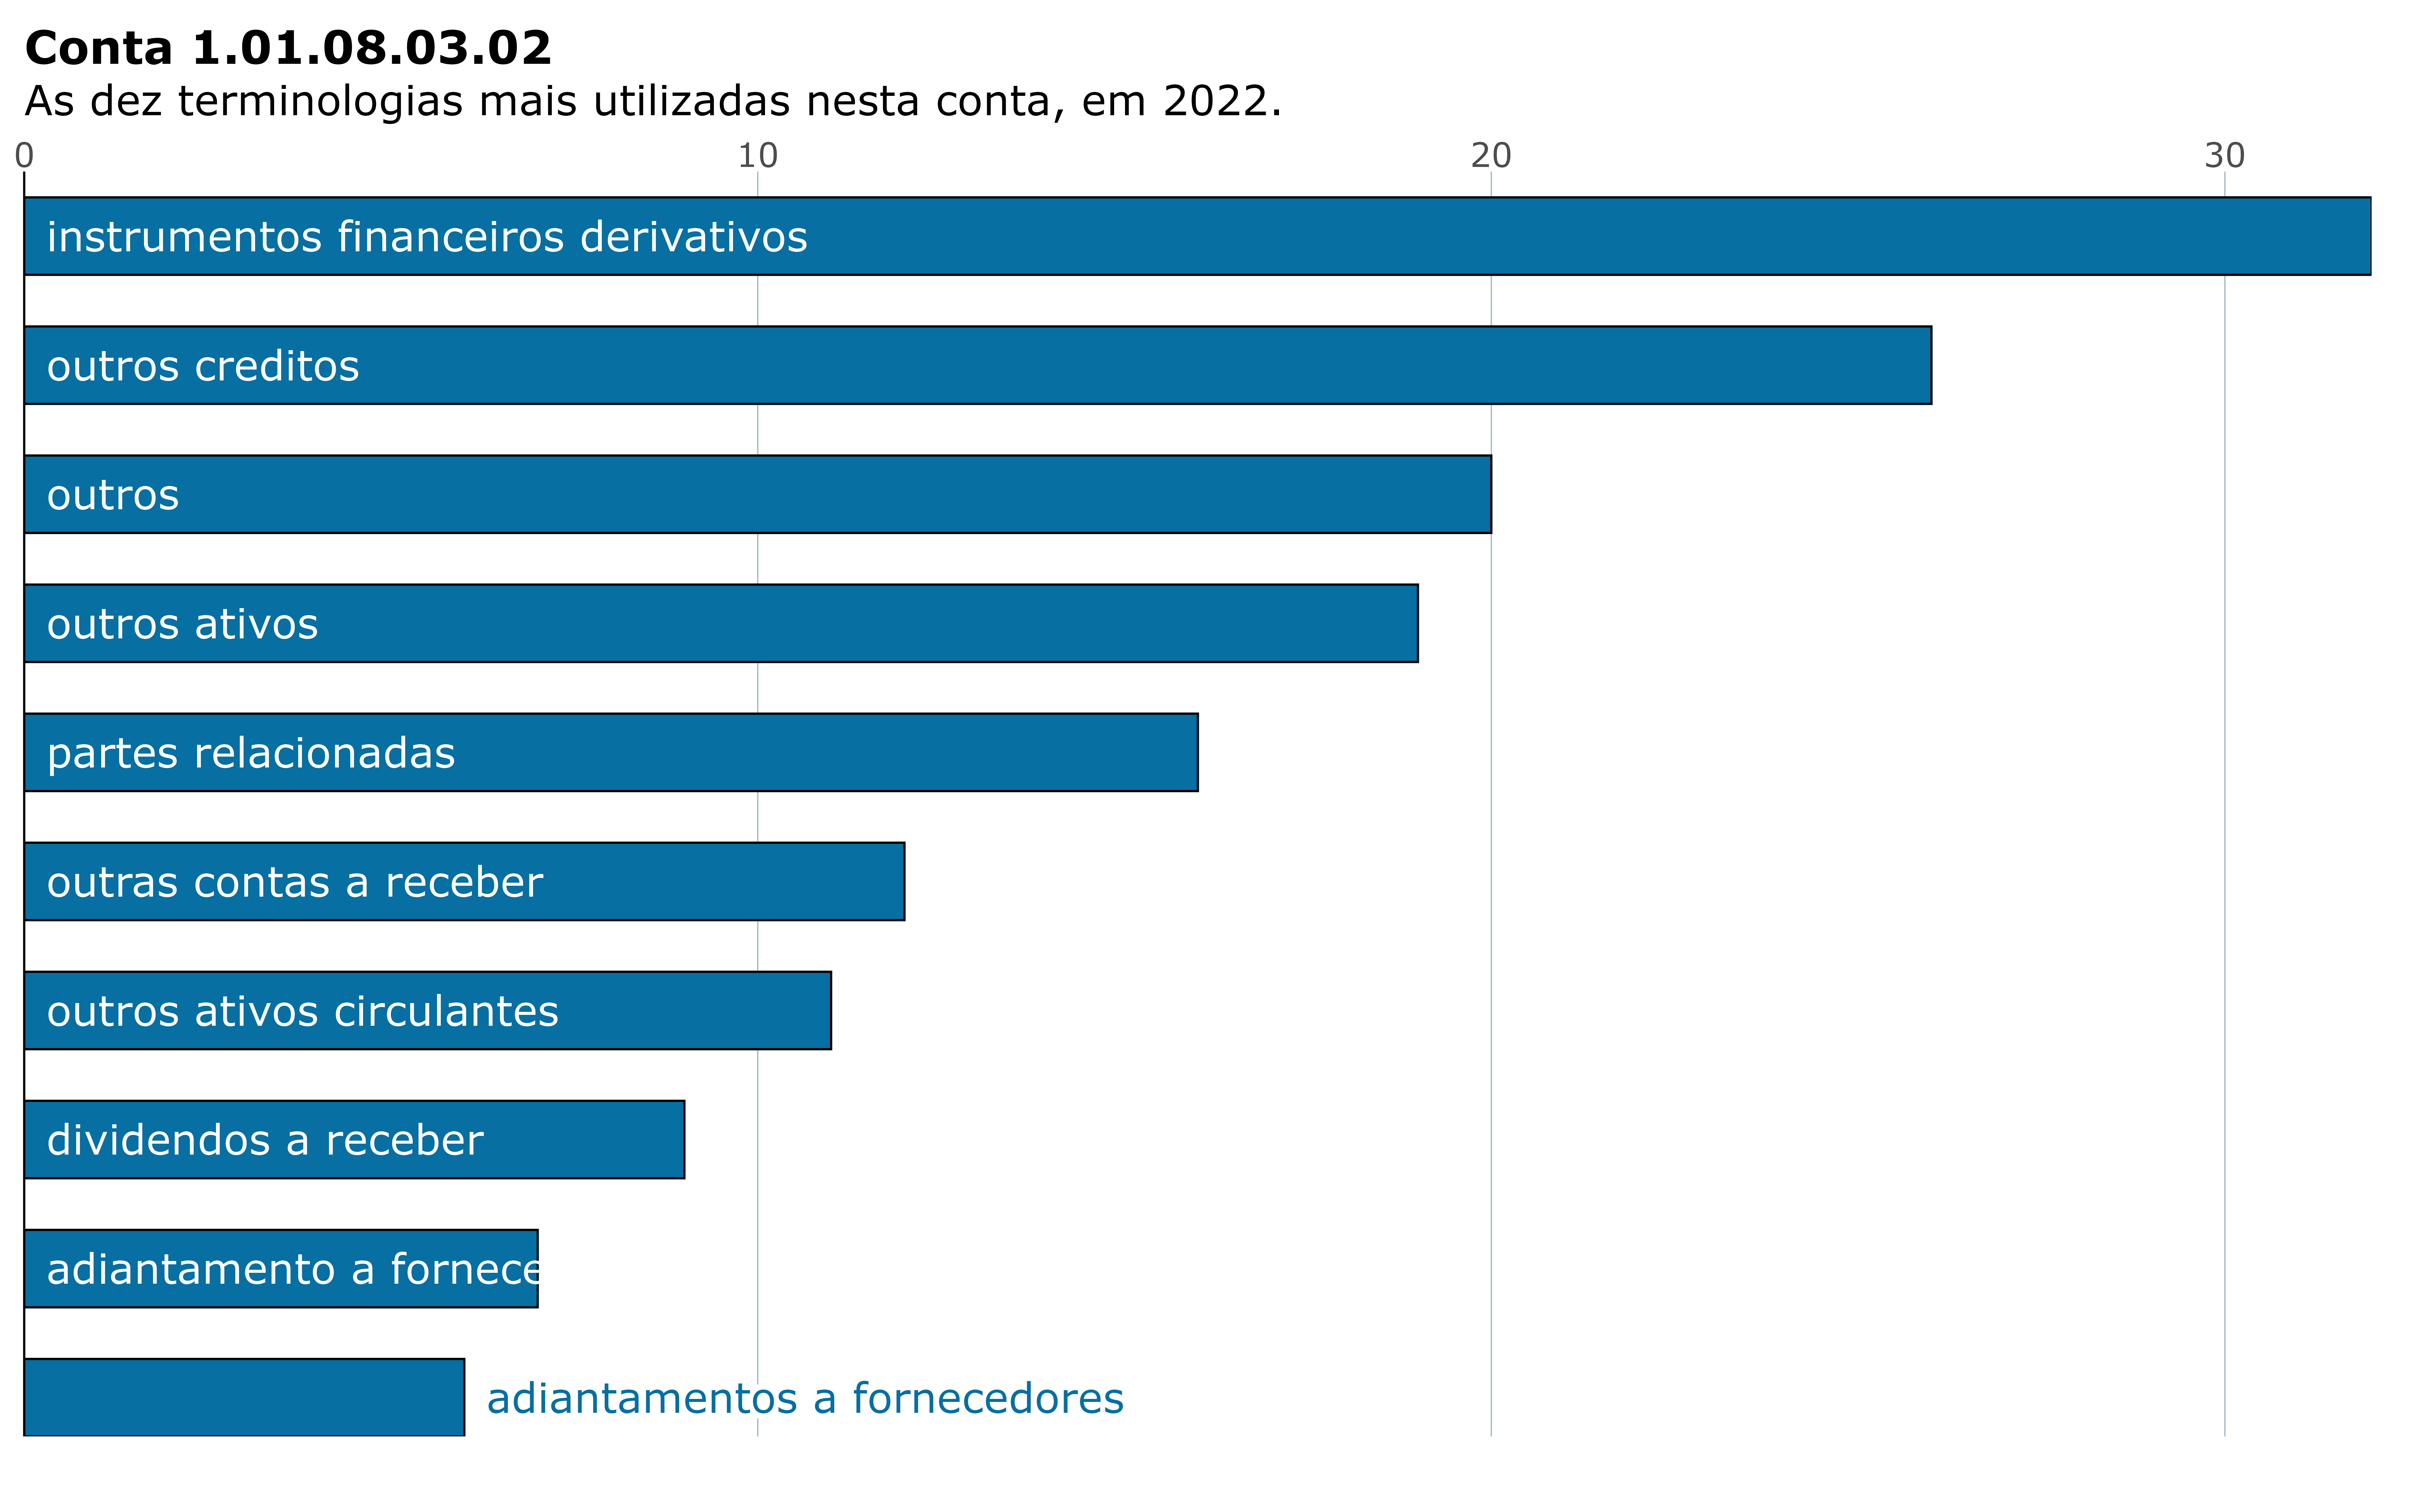 Conta 1.01.08.03.02
As dez terminologias mais utilizadas nesta conta, em 2022.
0 10 20 30
instrumentos financeiros derivativos
outros creditos
outros
outros ativos
partes relacionadas
outras contas a receber
outros ativos circulantes
dividendos a receber
adiantamento a fornece
adiantamentos a fornecedores